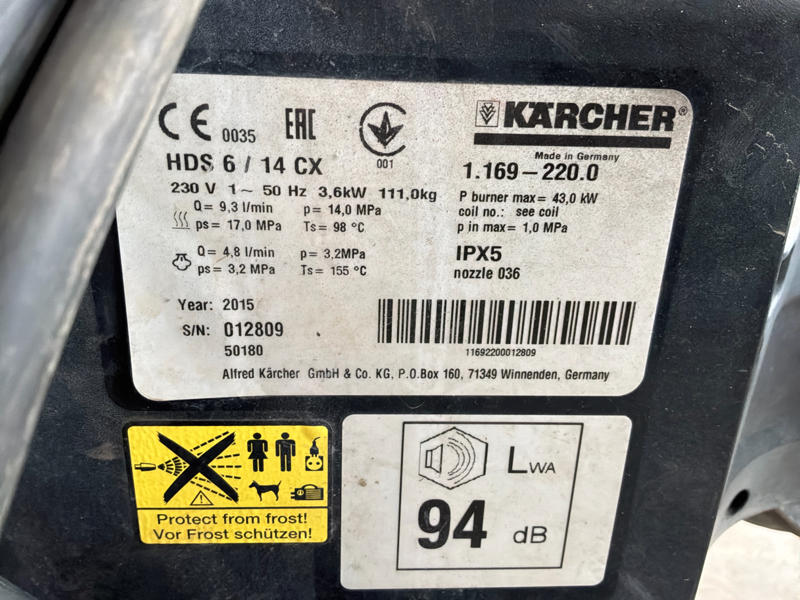 CE 0035 EAC 001 KÄRCHER®
Made in Germany
HDS 6 / 14 CX 1.169-220.0
230 V 1~ 50 Hz 3,6kW 111,0kg P burner max= 43,0 kW
Q= 9,3 l/min p= 14,0 MPa coil no.: see coil
ps= 17,0 MPa Ts= 98 °C p in max= 1,0 MPa
Q= 4,8 l/min p= 3,2MPa IPX5
ps= 3,2 MPa Ts= 155 °C nozzle 036
Year: 2015
S/N: 012809
50180 11692200012809
Alfred Kärcher GmbH & Co. KG, P.O.Box 160, 71349 Winnenden, Germany
Protect from frost!
Vor Frost schützen!
LWA
94 dB